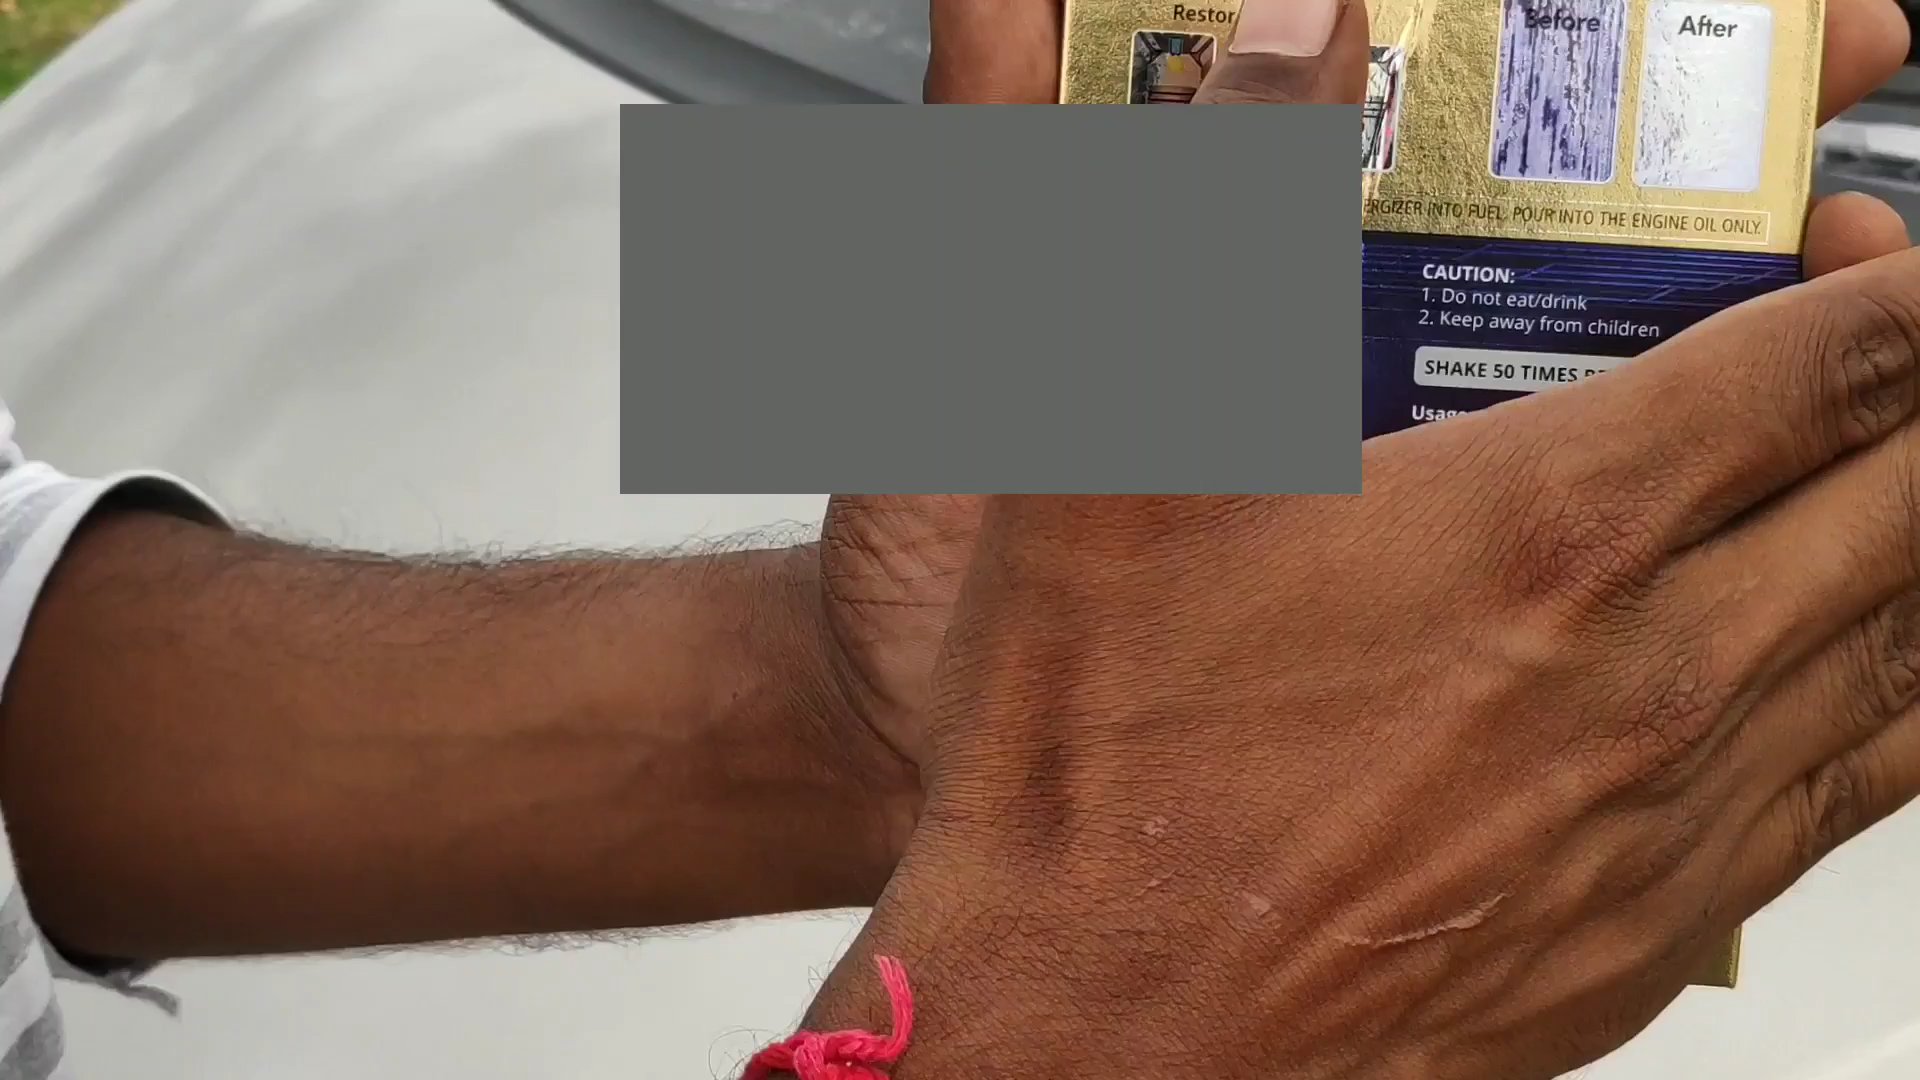 Restor
Before
After
INTO FUEL. POUR INTO THE ENGINE OIL ONLY.
CAUTION:
1. Do not eat/drink
2. Keep away from children
SHAKE 50 TIMES